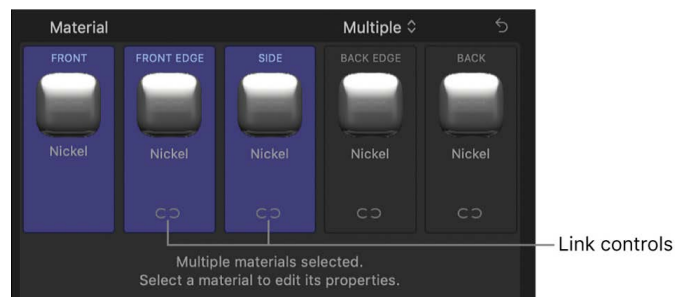 Material Multiple
FRONT FRONT EDGE SIDE BACK EDGE BACK
Nickel Nickel Nickel Nickel Nickel
Link controls
Multiple materials selected.
Select a material to edit its properties.